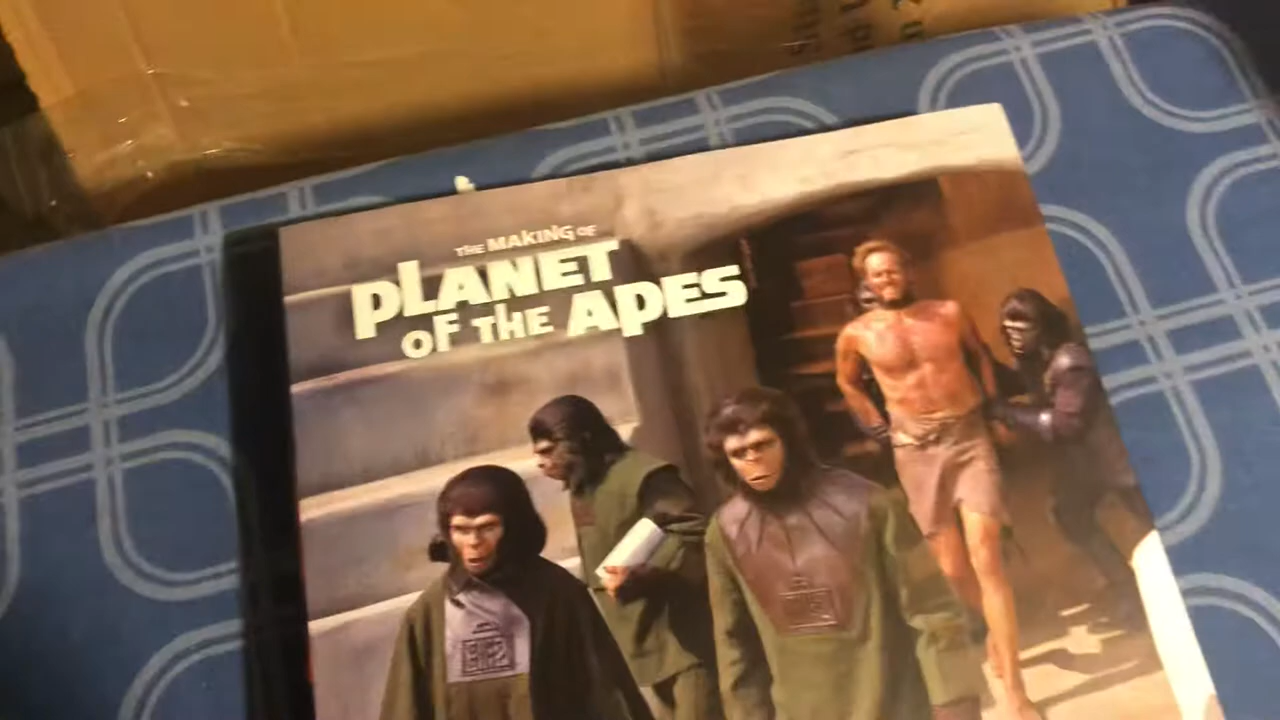 THE MAKING OF
PLANET
OF THE APES